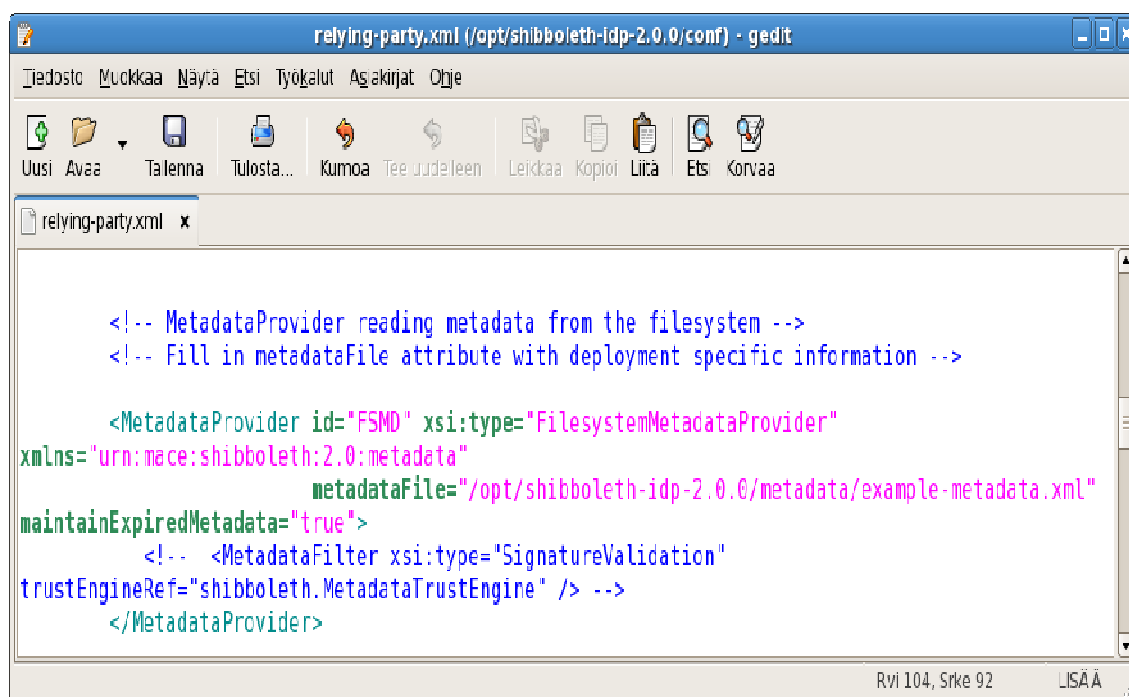 relying-party.xml (/opt/shibboleth-idp-2.0.0/conf) - gedit
Tiedosto Muokkaa Näytä Etsi Työkalut Asiakirjat Ohje
Uusi Avaa Tallenna Tulosta... Kumoa Tee uudelleen Leikkaa Kopioi Liitä Etsi Korvaa
relying-party.xml x
<!-- MetadataProvider reading metadata from the filesystem -->
<!-- Fill in metadataFile attribute with deployment specific information -->
<MetadataProvider id="FSMD" xsi:type="FilesystemMetadataProvider"
xmlns="urn:mace:shibboleth:2.0:metadata"
metadataFile="/opt/shibboleth-idp-2.0.0/metadata/example-metadata.xml"
maintainExpiredMetadata="true">
<!-- <MetadataFilter xsi:type="SignatureValidation"
trustEngineRef="shibboleth.MetadataTrustEngine" /> -->
</MetadataProvider>
Rvi 104, Srke 92 LISÄÄ